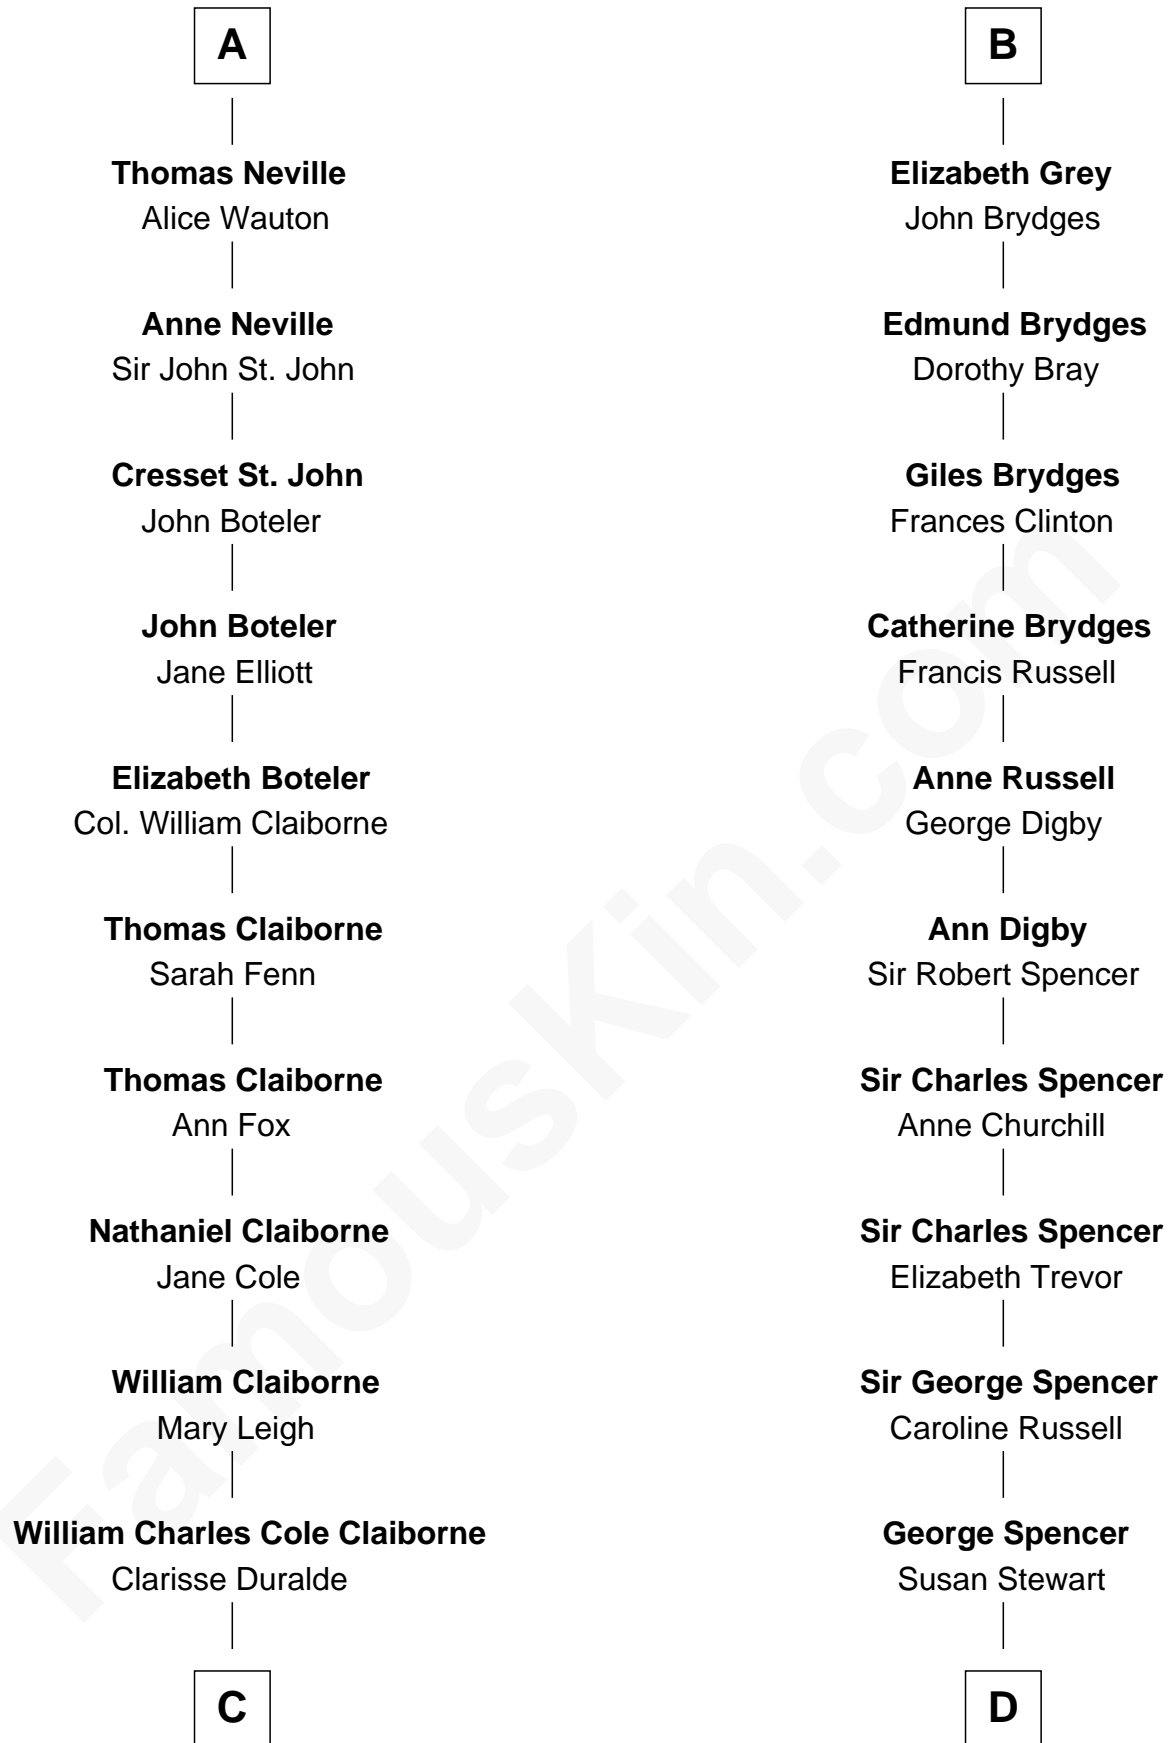 A
Thomas Neville
Alice Wauton
Anne Neville
Sir John St. John
Cresset St. John
John Boteler
John Boteler
Jane Elliott
Elizabeth Boteler
Col. William Claiborne
Thomas Claiborne
Sarah Fenn
Thomas Claiborne
Ann Fox
Nathaniel Claiborne
Jane Cole
William Claiborne
Mary Leigh
William Charles Cole Claiborne
Clarisse Duralde
C
B
Elizabeth Grey
John Brydges
Edmund Brydges
Dorothy Bray
Giles Brydges
Frances Clinton
Catherine Brydges
Francis Russell
Anne Russell
George Digby
Ann Digby
Sir Robert Spencer
Sir Charles Spencer
Anne Churchill
Sir Charles Spencer
Elizabeth Trevor
Sir George Spencer
Caroline Russell
George Spencer
Susan Stewart
D
FamousKin.com